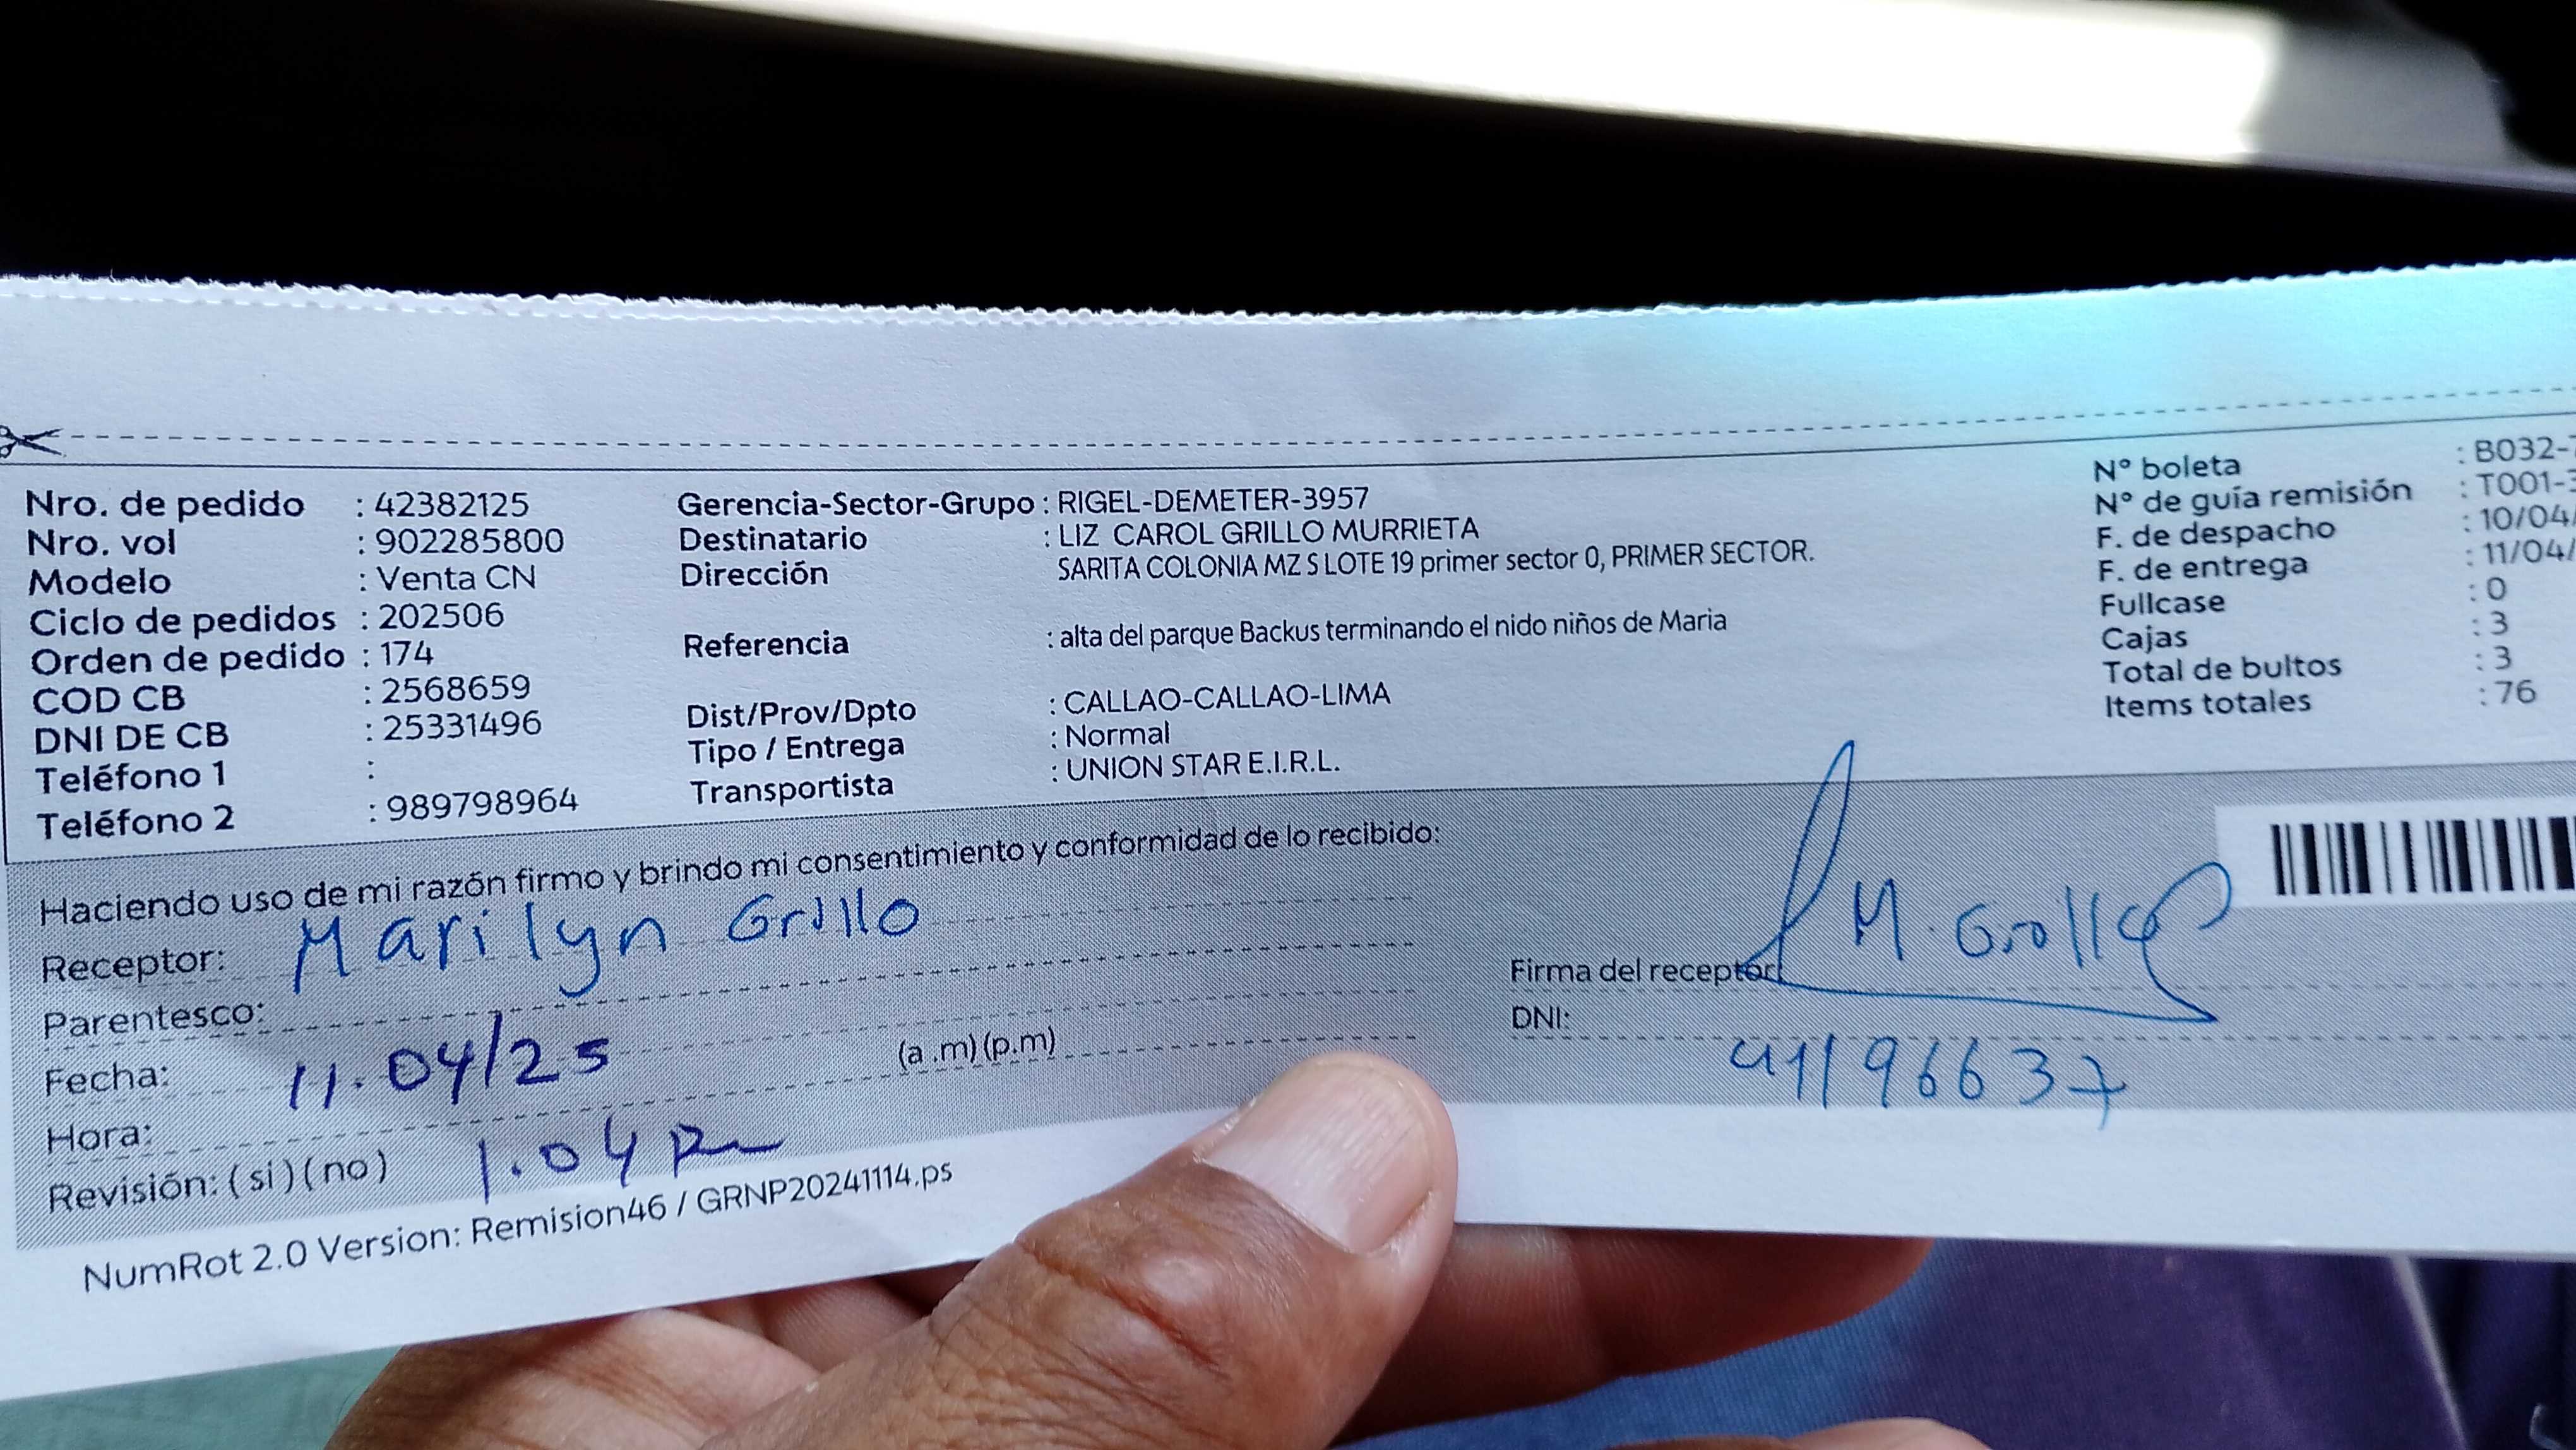 Nro. de pedido : 42382125
Nro. vol : 902285800
Modelo : Venta CN
Ciclo de pedidos : 202506
Orden de pedido : 174
COD CB : 2568659
DNI DE CB : 25331496
Teléfono 1 :
Teléfono 2 : 989798964
Gerencia-Sector-Grupo : RIGEL-DEMETER-3957
Destinatario : LIZ CAROL GRILLO MURRIETA
Dirección SARITA COLONIA MZ S LOTE 19 primer sector 0, PRIMER SECTOR.
Referencia : alta del parque Backus terminando el nido niños de Maria
Dist/Prov/Dpto : CALLAO-CALLAO-LIMA
Tipo / Entrega : Normal
Transportista : UNION STAR E.I.R.L.
N° boleta : B032-
N° de guía remisión : T001-
F. de despacho : 10/04/
F. de entrega : 11/04/
Fullcase : 0
Cajas : 3
Total de bultos : 3
Items totales : 76
Haciendo uso de mi razón firmo y brindo mi consentimiento y conformidad de lo recibido:
Receptor: Marilyn Grillo
Parentesco:
Fecha: 11.04/25 (a .m) (p.m)
Hora: 1.04 
Revisión: ( si ) ( no )
Firma del receptor: M. Grillo
DNI: 41196637
NumRot 2.0 Version: Remision46 / GRNP20241114.ps